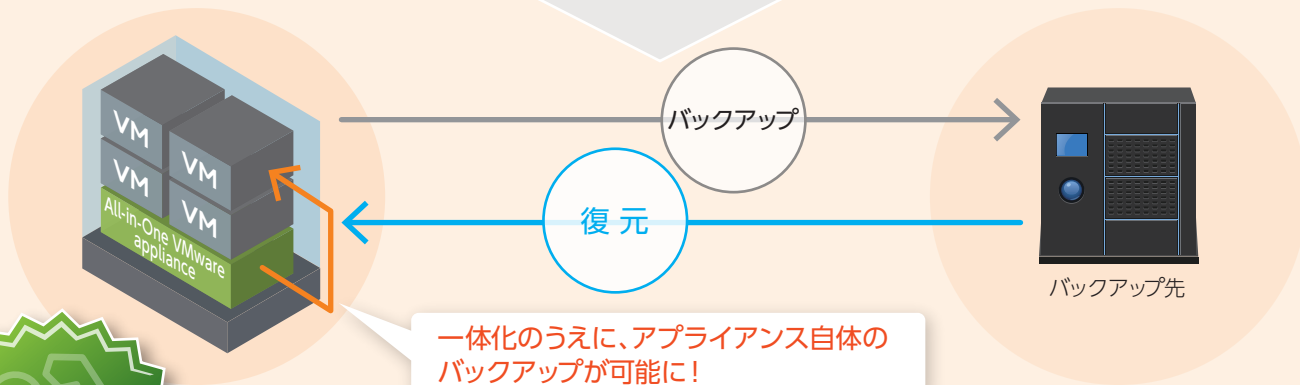 バックアップ
VM
VM
VM
VM
All-in-One VMware
appliance
復元
バックアップ先
一体化のうえに、アプライアンス自体の
バックアップが可能に!